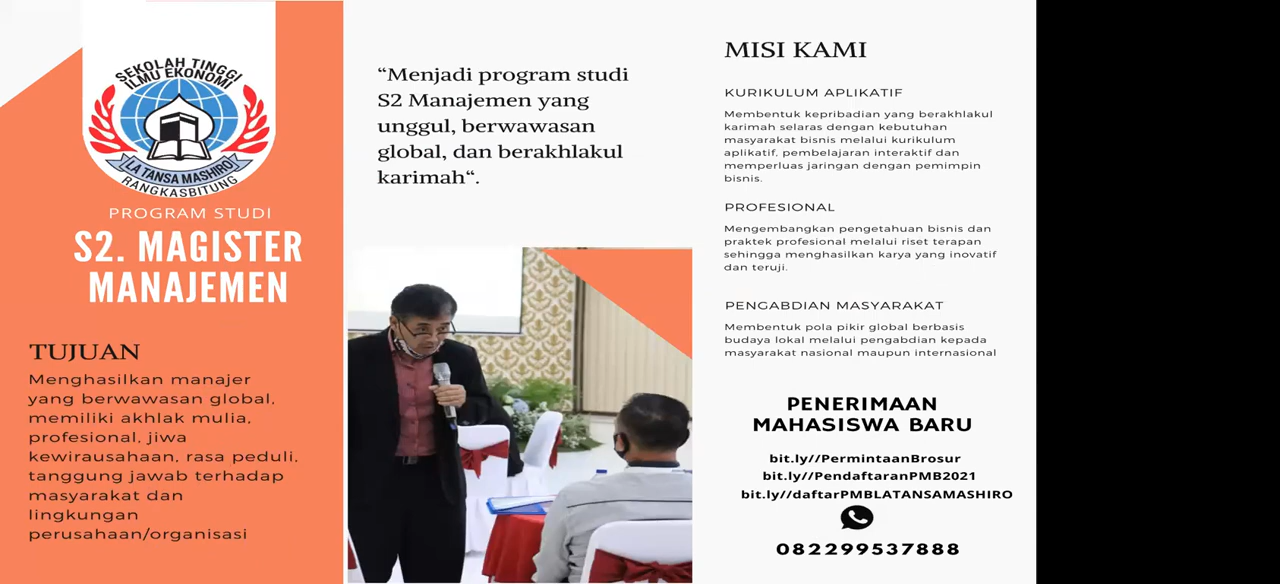 SEKOLAH TINGGI
ILMU EKONOMI
LA TANSA MASHIRO
RANGKASBITUNG
PROGRAM STUDI
S2. MAGISTER
MANAJEMEN
TUJUAN
Menghasilkan manajer
yang berwawasan global,
memiliki akhlak mulia,
profesional, jiwa
kewirausahaan, rasa peduli.
tanggung jawab terhadap
masyarakat dan
lingkungan
perusahaan/organisasi
“Menjadi program studi
S2 Manajemen yang
unggul, berwawasan
global, dan berakhlakul
karimah“.
MISI KAMI
KURIKULUM APLIKATIF
Membentuk kepribadian yang berakhlakul
karimah selaras dengan kebutuhan
masyarakat bisnis melalui kurikulum
aplikatif, pembelajaran interaktif dan
memperluas jaringan dengan pemimpin
bisnis.
PROFESIONAL
Mengembangkan pengetahuan bisnis dan
praktek profesional melalui riset terapan
sehingga menghasilkan karya yang inovatif
dan teruji.
PENGABDIAN MASYARAKAT
Membentuk pola pikir global berbasis
budaya lokal melalui pengabdian kepada
masyarakat nasional maupun internasional
PENERIMAAN
MAHASISWA BARU
bit.ly//PermintaanBrosur
bit.ly//PendaftaranPMB2021
bit.ly//daftarPMBLATANSAMASHIRO
082299537888